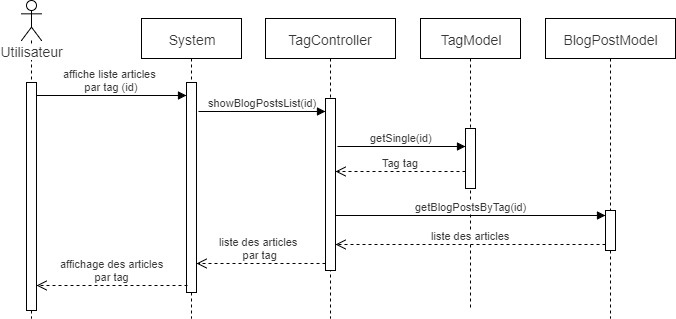 Utilisateur
System
TagController
TagModel
BlogPostModel
affiche liste articles
par tag (id)
showBlogPostsList(id)
getSingle(id)
Tag tag
getBlogPostsByTag(id)
liste des articles
liste des articles
par tag
affichage des articles
par tag